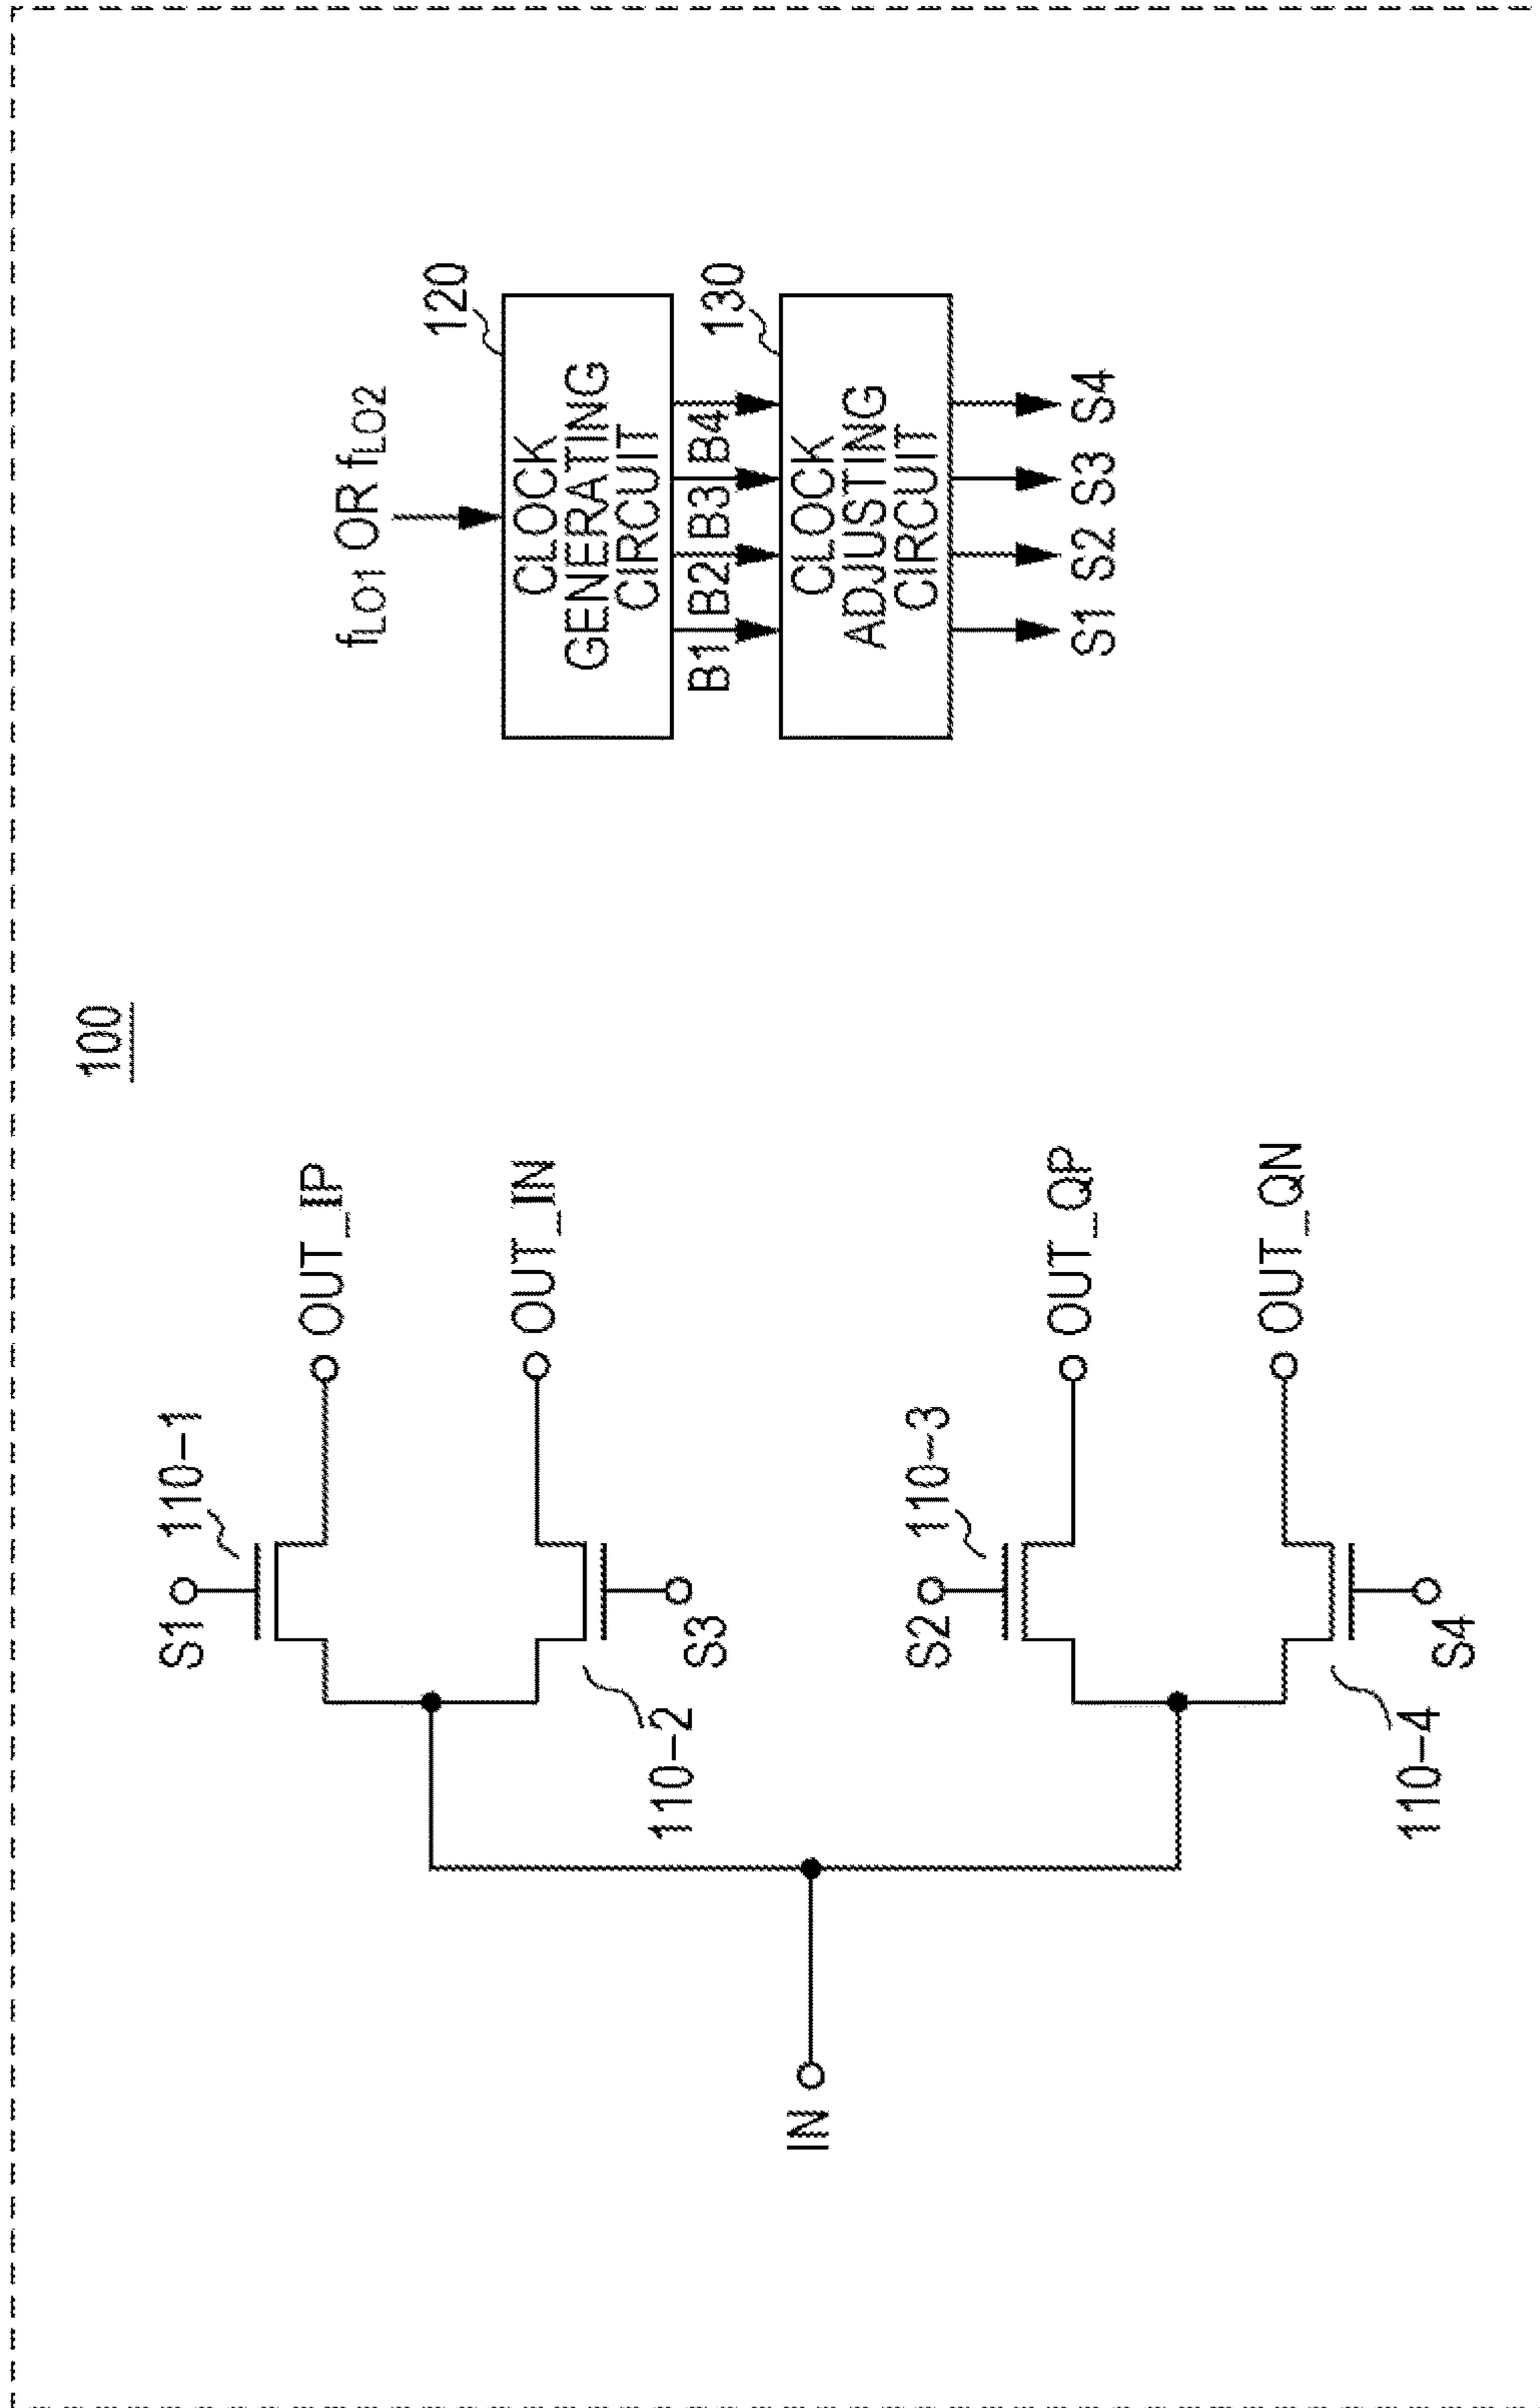 100
S1
110-1
OUT_IP
OUT_IN
S3
110-2
IN
S2
110-3
OUT_QP
OUT_QN
S4
110-4
fLO1 OR fLO2
120
CLOCK
GENERATING
CIRCUIT
B1 B2 B3 B4
130
CLOCK
ADJUSTING
CIRCUIT
S1 S2 S3 S4